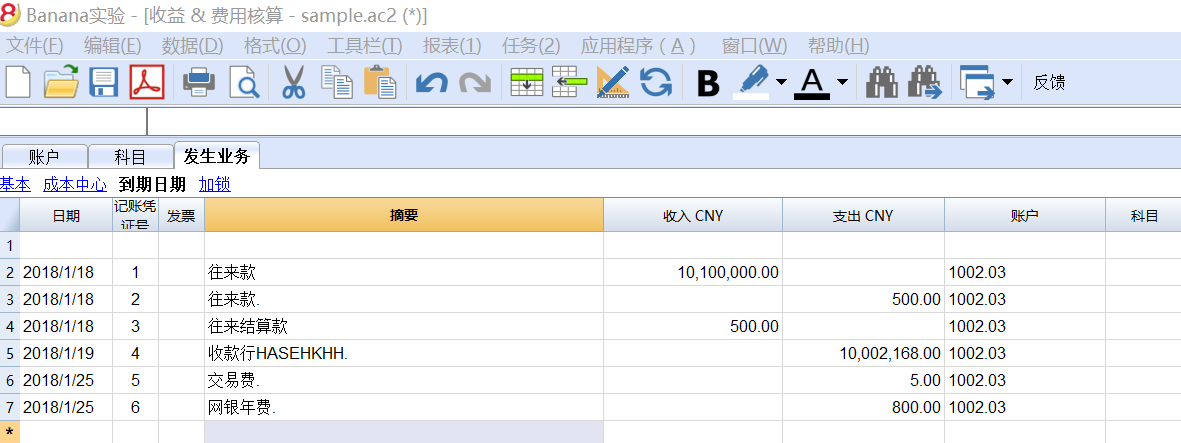 Banana实验 - [收益 & 费用核算 - sample.ac2 (*)]
文件(F) 编辑(E) 数据(D) 格式(O) 工具栏(T) 报表(1) 任务(2) 应用程序(A) 窗口(W) 帮助(H)
B A 反馈
账户 科目 发生业务
基本 成本中心 到期日期 加锁
日期 记账凭证号 发票 摘要 收入 CNY 支出 CNY 账户 科目
1
2 2018/1/18 1 往来款 10,100,000.00 1002.03
3 2018/1/18 2 往来款. 500.00 1002.03
4 2018/1/18 3 往来结算款 500.00 1002.03
5 2018/1/19 4 收款行HASEHKHH. 10,002,168.00 1002.03
6 2018/1/25 5 交易费. 5.00 1002.03
7 2018/1/25 6 网银年费. 800.00 1002.03
*